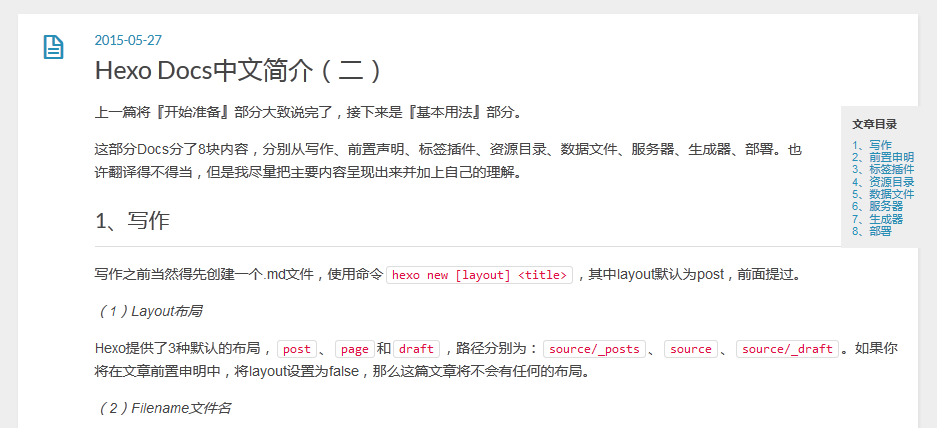 2015-05-27
Hexo Docs中文简介（二）
上一篇将『开始准备』部分大致说完了，接下来是『基本用法』部分。
这部分Docs分了8块内容，分别从写作、前置声明、标签插件、资源目录、数据文件、服务器、生成器、部署。也
许翻译得不得当，但是我尽量把主要内容呈现出来并加上自己的理解。
1、写作
写作之前当然得先创建一个.md文件，使用命令 hexo new [layout] <title> ，其中layout默认为post，前面提过。
（1）Layout布局
Hexo提供了3种默认的布局， post 、 page 和 draft ，路径分别为： source/_posts 、 source 、 source/_draft 。如果你
将在文章前置申明中，将layout设置为false，那么这篇文章将不会有任何的布局。
（2）Filename文件名
文章目录
1、写作
2、前置申明
3、标签插件
4、资源目录
5、数据文件
6、服务器
7、生成器
8、部署